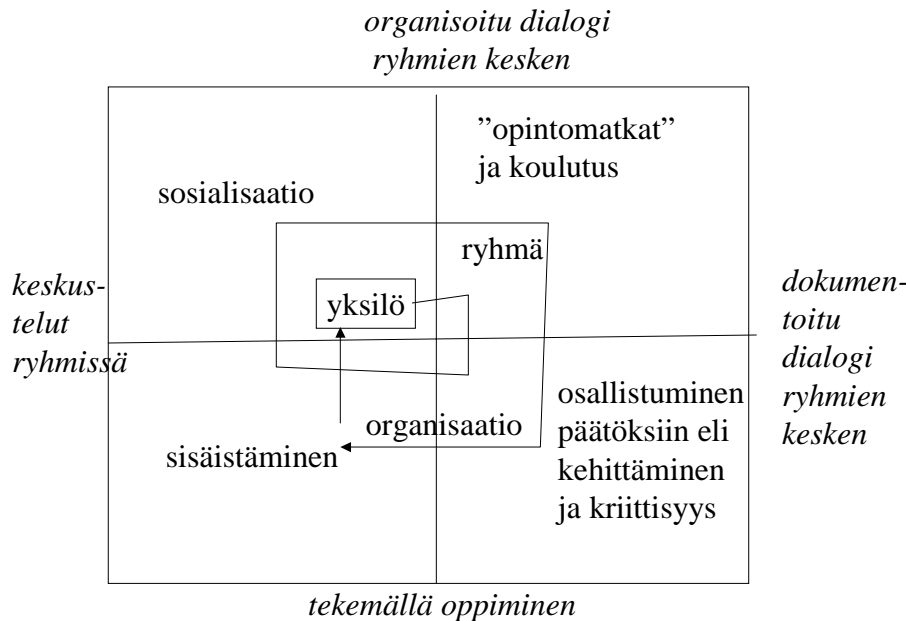 organisoitu dialogi
ryhmien kesken
”opintomatkat”
ja koulutus
sosialisaatio
ryhmä
yksilö
keskus-
telut
ryhmissä
dokumen-
toitu
dialogi
ryhmien
kesken
osallistuminen
päätöksiin eli
kehittäminen
ja kriittisyys
organisaatio
sisäistäminen
tekemällä oppiminen